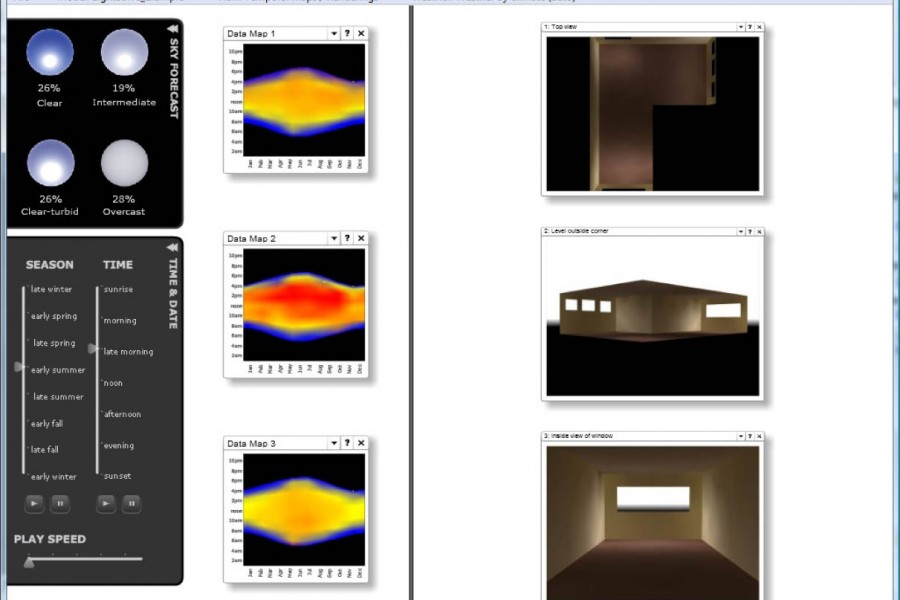 SKY FORECAST
26%
Clear
19%
Intermediate
26%
Clear-turbid
28%
Overcast
TIME & DATE
SEASON
late winter
early spring
late spring
early summer
late summer
early fall
late fall
early winter
TIME
sunrise
morning
late morning
noon
afternoon
evening
sunset
PLAY SPEED
Data Map 1
?
10pm
8pm
6pm
4pm
2pm
noon
10am
8am
6am
4am
2am
Jan Feb Mar Apr May Jun Jul Aug Sep Oct Nov Dec
Data Map 2
?
10pm
8pm
6pm
4pm
2pm
noon
10am
8am
6am
4am
2am
Jan Feb Mar Apr May Jun Jul Aug Sep Oct Nov Dec
Data Map 3
?
10pm
8pm
6pm
4pm
2pm
noon
10am
8am
6am
4am
2am
Jan Feb Mar Apr May Jun Jul Aug Sep Oct Nov Dec
1: Top view
?
2: Level outside corner
?
3: Inside view of window
?